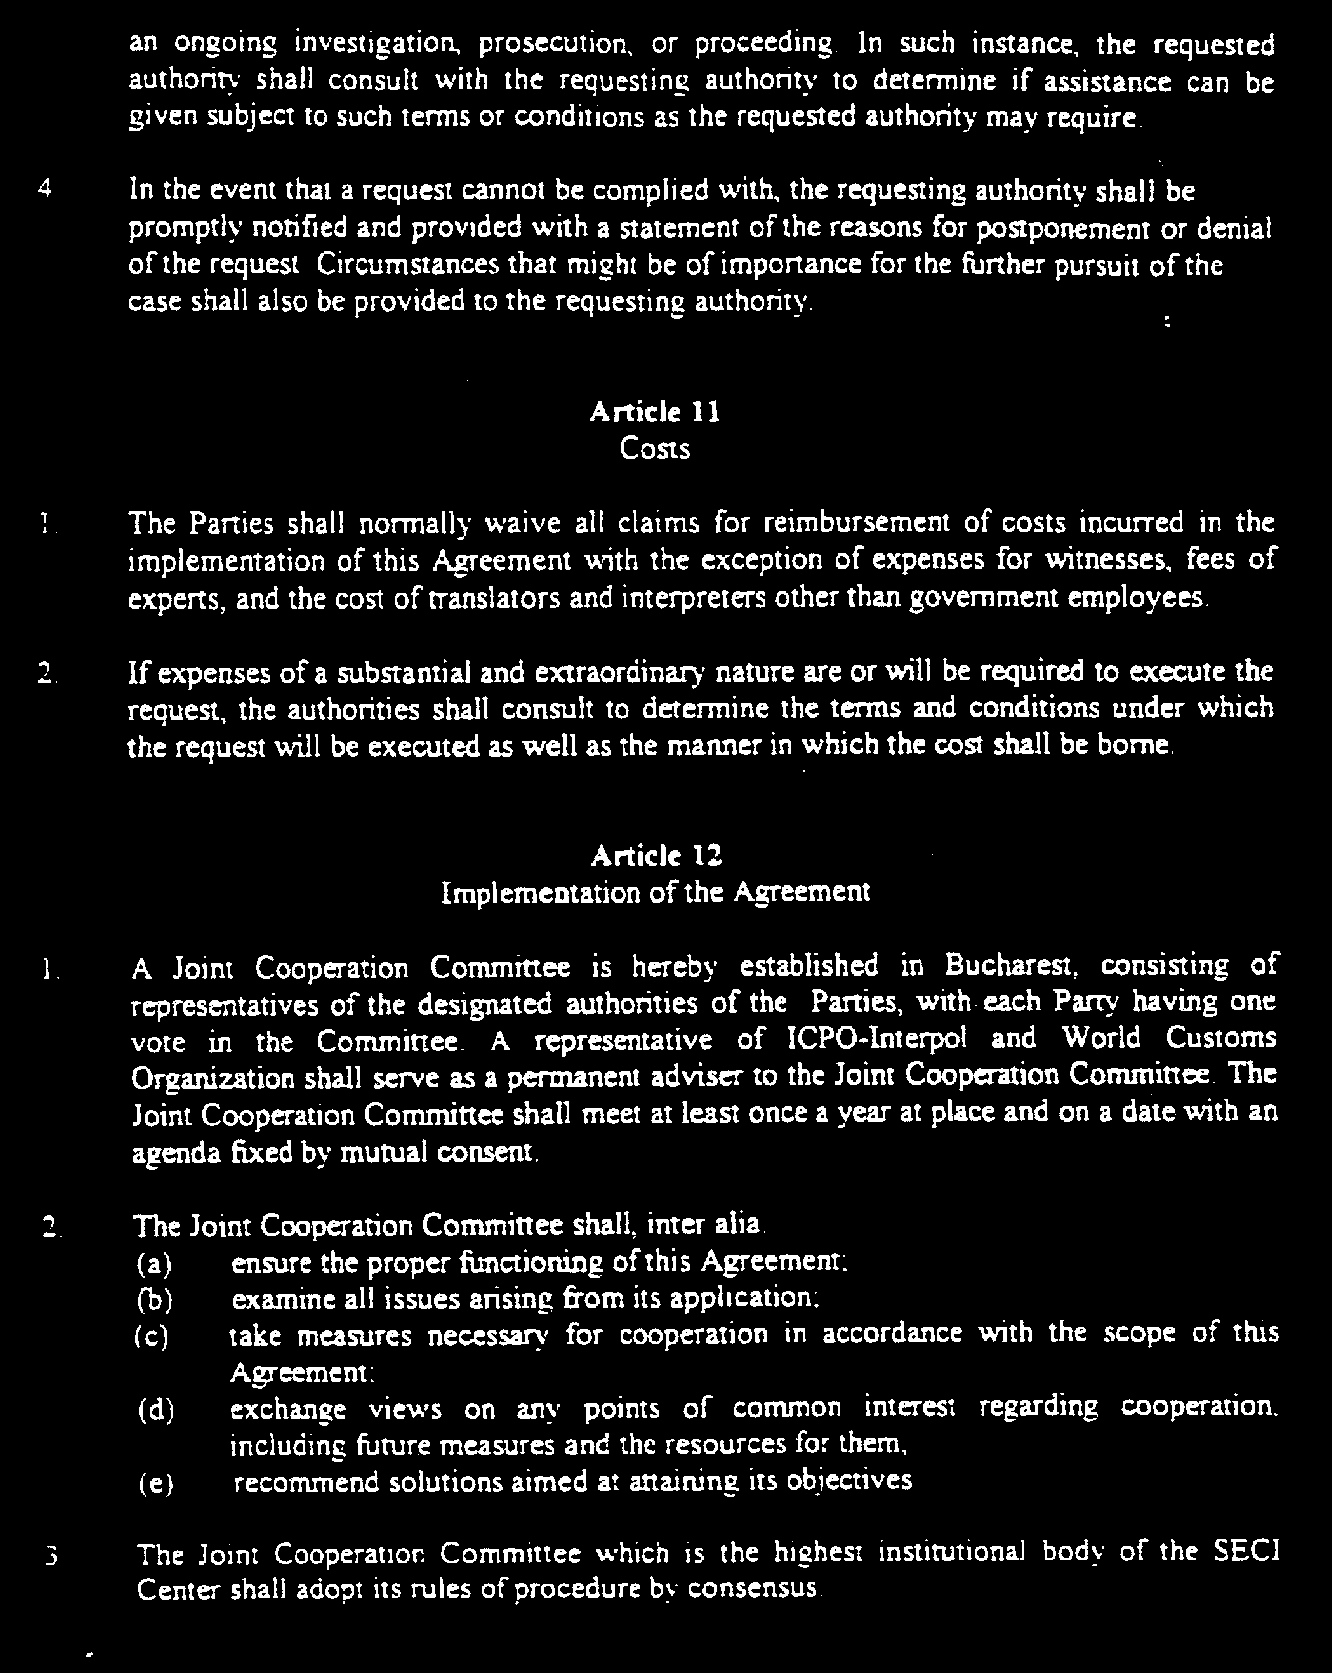 an ongoing investigation, prosecution, or proceeding. In such instance, the requested
authority shall consult with the requesting authority to determine if assistance can be
given subject to such terms or conditions as the requested authority may require.
4 In the event that a request cannot be complied with, the requesting authority shall be
promptly notified and provided with a statement of the reasons for postponement or denial
of the request Circumstances that might be of importance for the further pursuit of the
case shall also be provided to the requesting authority.
Article 11
Costs
1. The Parties shall normally waive all claims for reimbursement of costs incurred in the
implementation of this Agreement with the exception of expenses for witnesses, fees of
experts, and the cost of translators and interpreters other than government employees.
2. If expenses of a substantial and extraordinary nature are or will be required to execute the
request, the authorities shall consult to determine the terms and conditions under which
the request will be executed as well as the manner in which the cost shall be borne.
Article 12
Implementation of the Agreement
1. A Joint Cooperation Committee is hereby established in Bucharest, consisting of
representatives of the designated authorities of the Parties, with each Party having one
vote in the Committee. A representative of ICPO-Interpol and World Customs
Organization shall serve as a permanent adviser to the Joint Cooperation Committee. The
Joint Cooperation Committee shall meet at least once a year at place and on a date with an
agenda fixed by mutual consent.
2. The Joint Cooperation Committee shall, inter alia.
(a) ensure the proper functioning of this Agreement;
(b) examine all issues arising from its application;
(c) take measures necessary for cooperation in accordance with the scope of this
Agreement;
(d) exchange views on any points of common interest regarding cooperation,
including future measures and the resources for them,
(e) recommend solutions aimed at attaining its objectives
3 The Joint Cooperation Committee which is the highest institutional body of the SECI
Center shall adopt its rules of procedure by consensus.